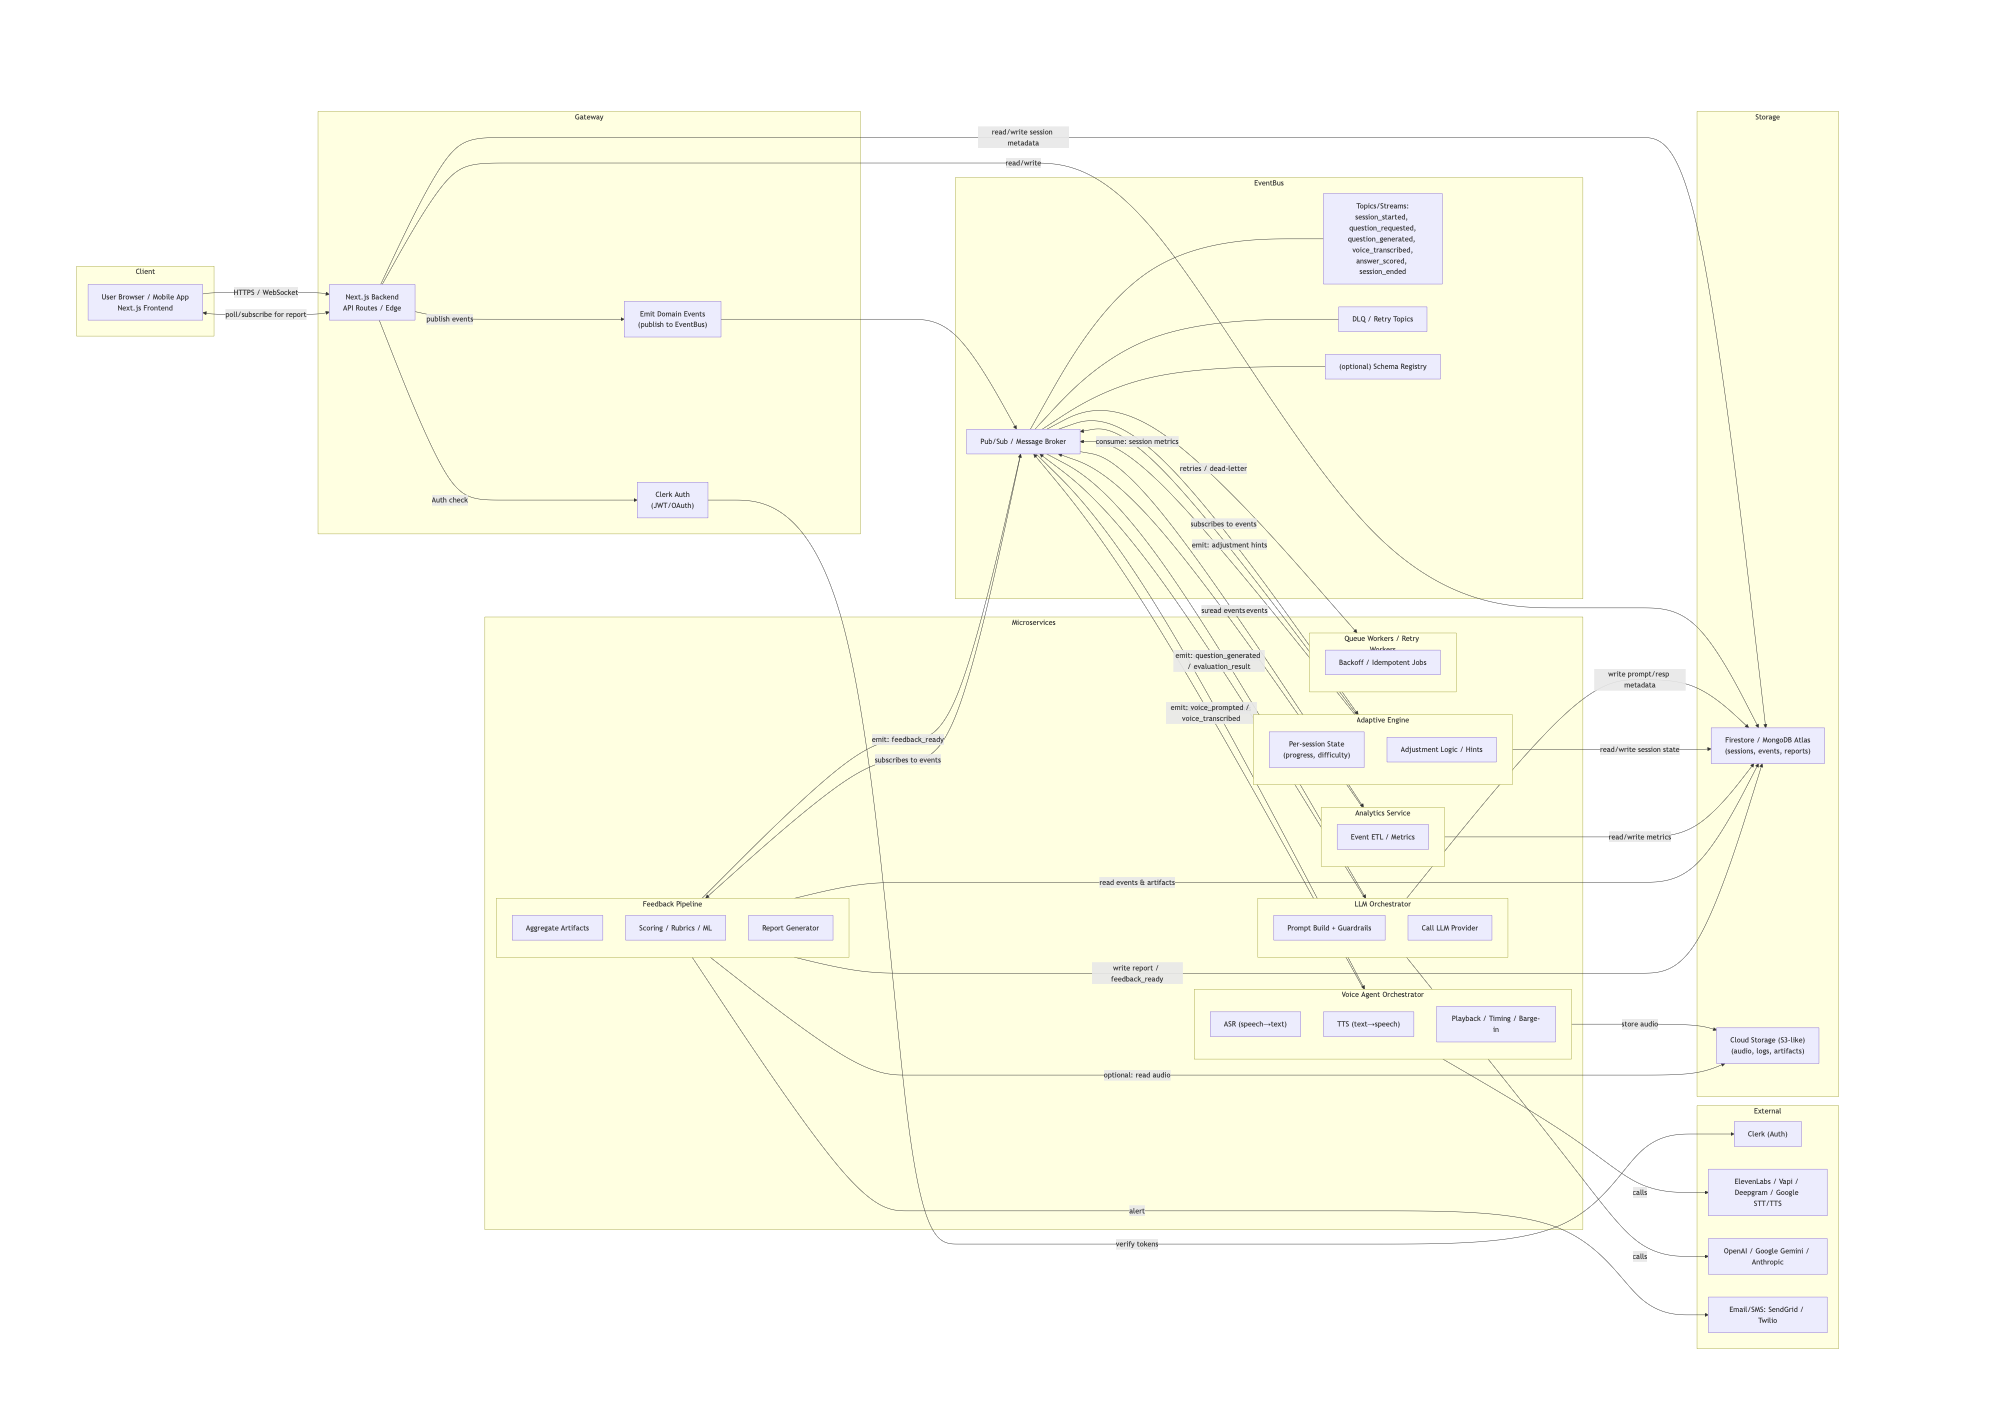 Gateway
Storage
read/write session
metadata
read/write
EventBus
Topics/Streams:
session_started,
question_requested,
question_generated,
voice_transcribed,
answer_scored,
session_ended
Client
User Browser / Mobile App
Next.js Frontend
HTTPS / WebSocket
poll/subscribe for report
Next.js Backend
API Routes / Edge
publish events
Emit Domain Events
(publish to EventBus)
DLQ / Retry Topics
(optional) Schema Registry
Pub/Sub / Message Broker
consume: session metrics
retries / dead-letter
Auth check
Clerk Auth
(JWT/OAuth)
subscribes to events
emit: adjustment hints
read events
events
Microservices
Queue Workers / Retry
Workers
Backoff / Idempotent Jobs
emit: question_generated
/ evaluation_result
write prompt/resp
metadata
emit: voice_prompted /
voice_transcribed
Adaptive Engine
Per-session State
(progress, difficulty)
Adjustment Logic / Hints
read/write session state
Firestore / MongoDB Atlas
(sessions, events, reports)
emit: feedback_ready
subscribes to events
Analytics Service
Event ETL / Metrics
read/write metrics
read events & artifacts
Feedback Pipeline
Aggregate Artifacts
Scoring / Rubrics / ML
Report Generator
LLM Orchestrator
Prompt Build + Guardrails
Call LLM Provider
write report /
feedback_ready
Voice Agent Orchestrator
ASR (speech→text)
TTS (text→speech)
Playback / Timing / Barge-
in
store audio
Cloud Storage (S3-like)
(audio, logs, artifacts)
optional: read audio
External
Clerk (Auth)
ElevenLabs / Vapi /
Deepgram / Google
STT/TTS
calls
alert
verify tokens
OpenAI / Google Gemini /
Anthropic
calls
Email/SMS: SendGrid /
Twilio